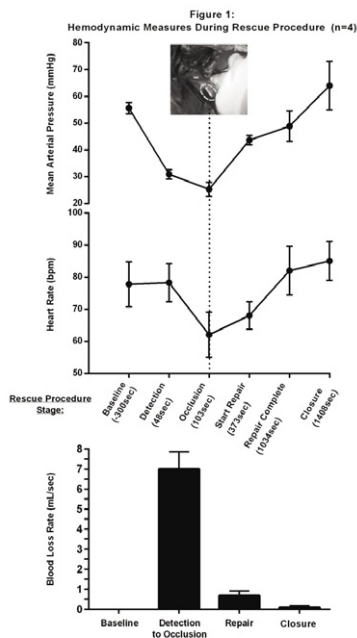 Figure 1:
Hemodynamic Measures During Rescue Procedure (n=4)
Mean Arterial Pressure (mmHg)
80
70
60
50
40
30
20
Heart Rate (bpm)
100
90
80
70
60
50
Rescue Procedure
Stage:
Baseline
(-300sec)
Detection
(48sec)
Occlusion
(103sec)
Start Repair
(373sec)
Repair Complete
(1034sec)
Closure
(1408sec)
Blood Loss Rate (mL/sec)
8
7
6
5
4
3
2
1
0
Baseline
Detection
to Occlusion
Repair
Closure